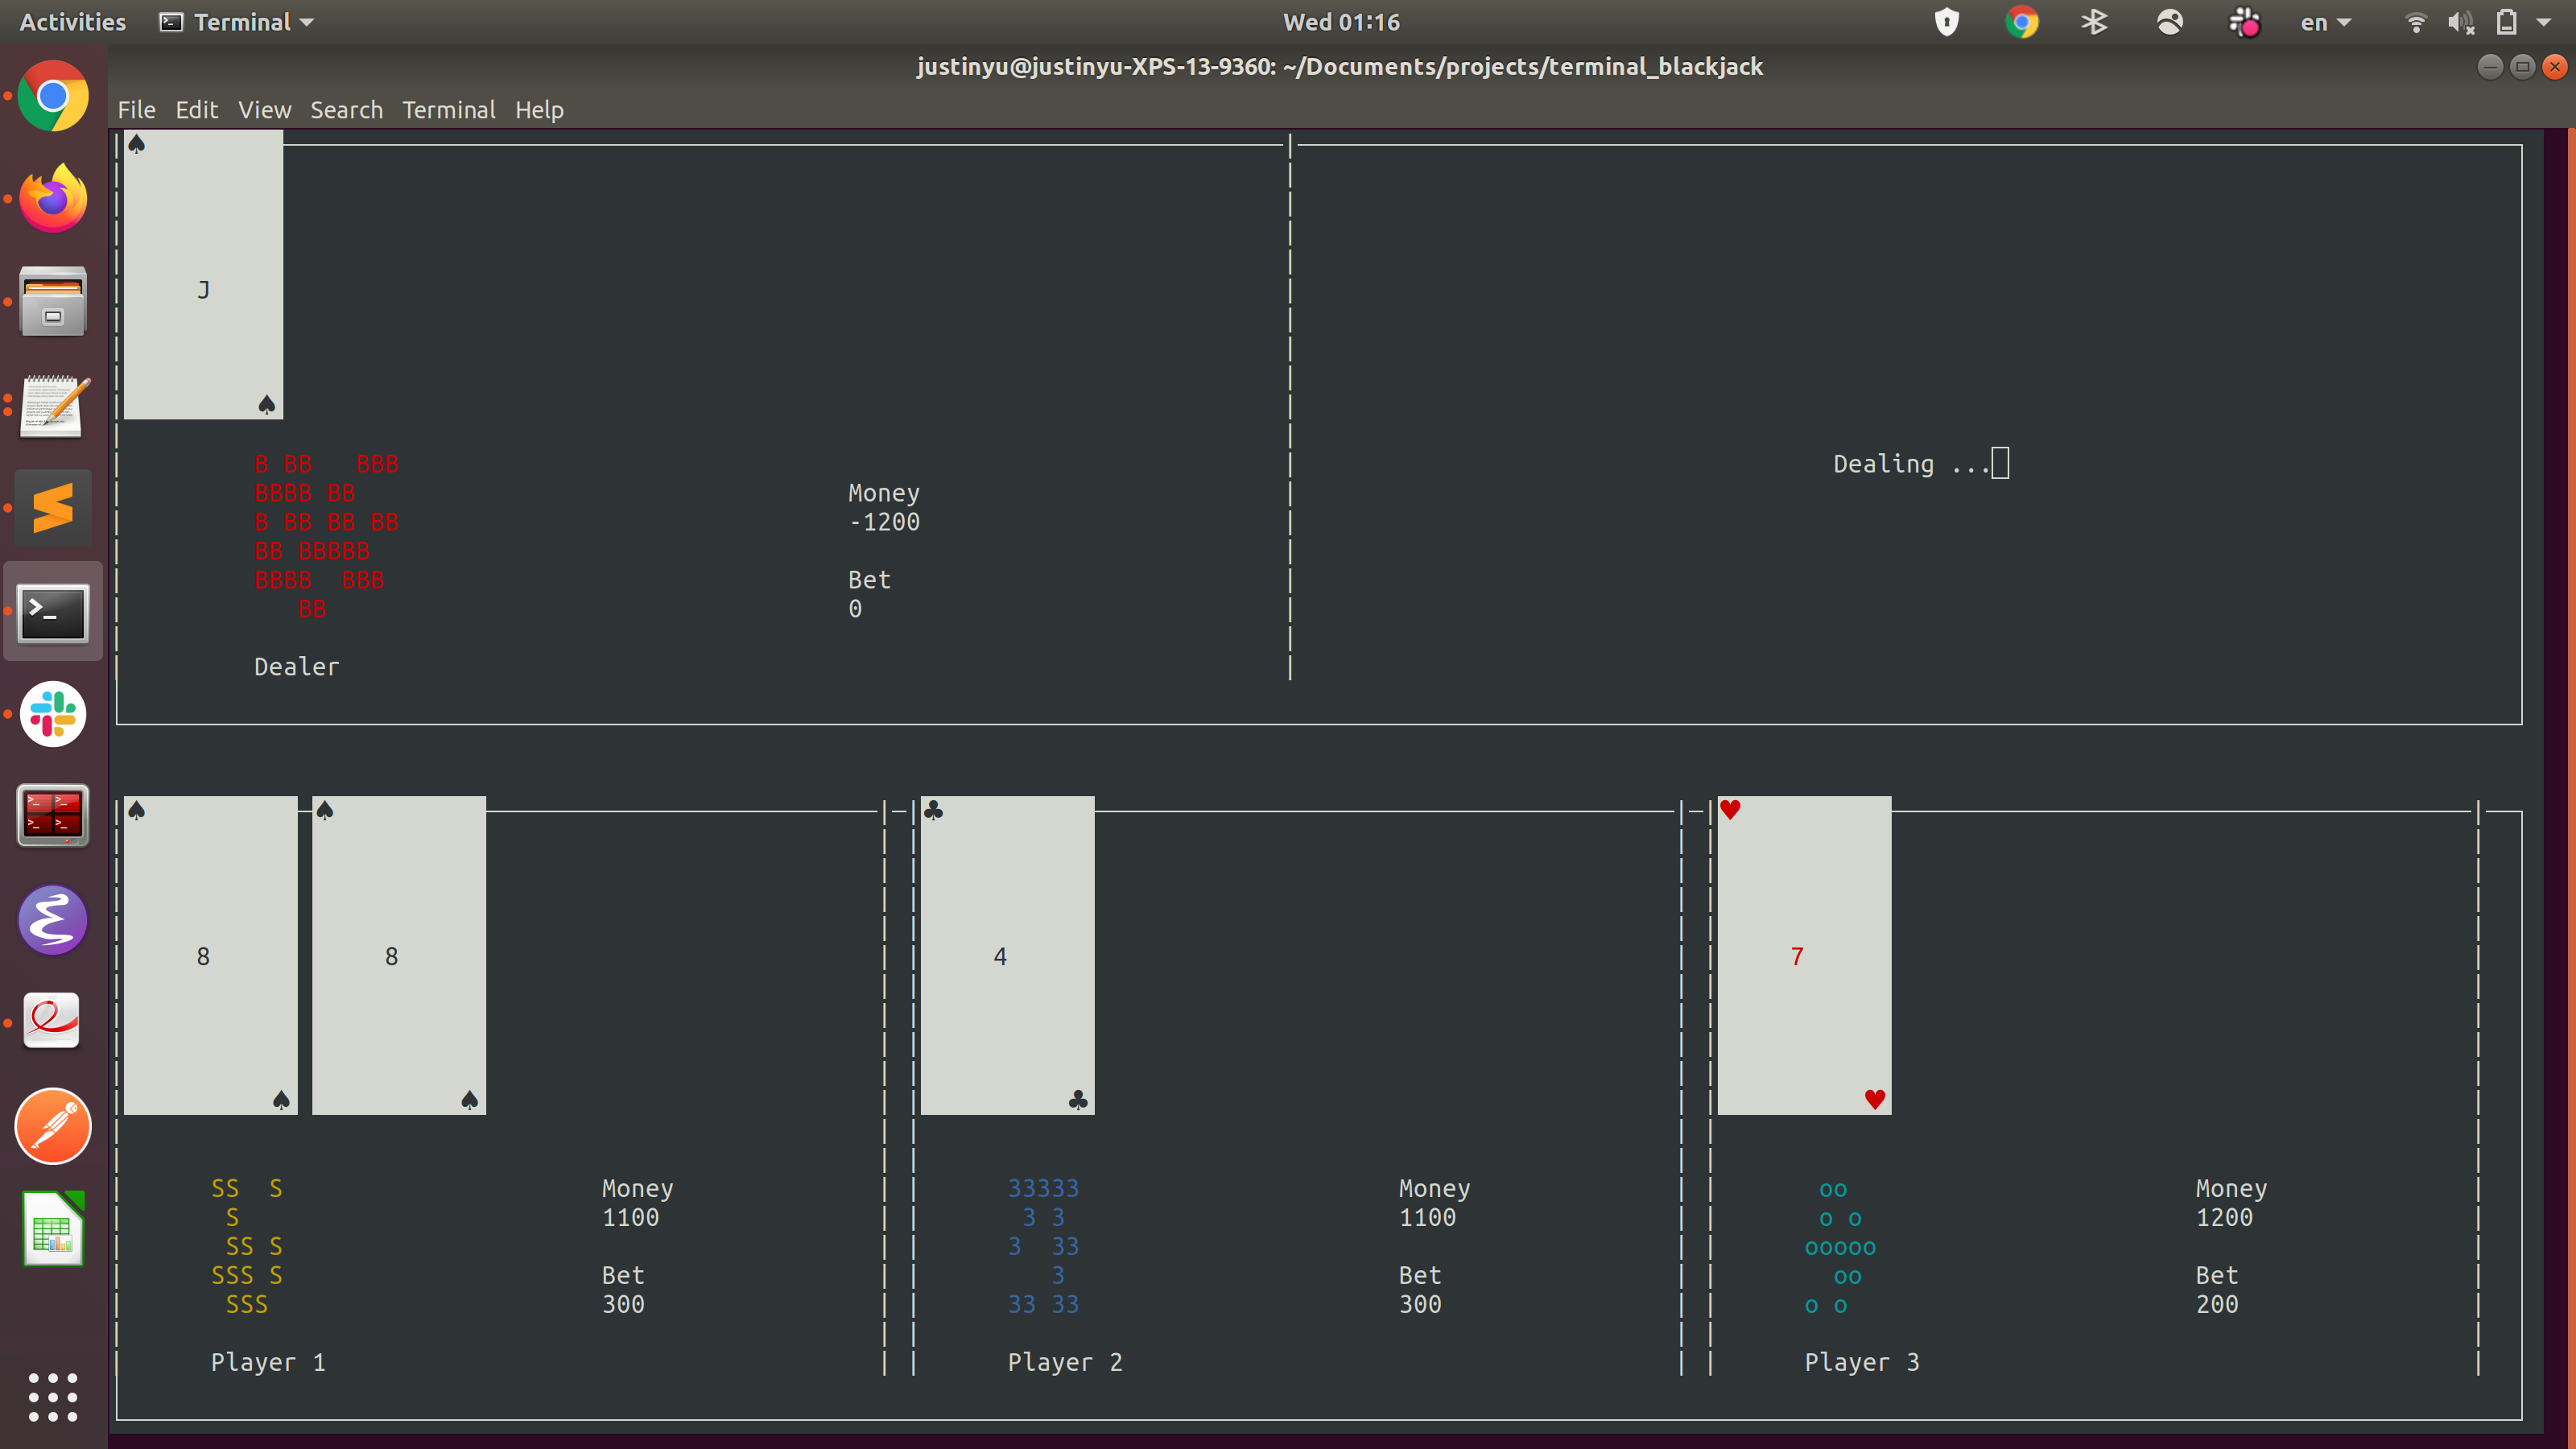 Activities Terminal Wed 01:16 en
justinyu@justinyu-XPS-13-9360: ~/Documents/projects/terminal_blackjack
File Edit View Search Terminal Help
♠
J
♠
B BB   BBB
BBBB BB
B BB BB BB
BB BBBBB
BBBB  BBB
BB
Money
-1200
Bet
0
Dealer
Dealing ...
♠
8
♠
♠
8
♠
SS  S
S
SS S
SSS S
SSS
Money
1100
Bet
300
Player 1
♣
4
♣
33333
3 3
3  33
3
33 33
Money
1100
Bet
300
Player 2
♥
7
♥
oo
o o
ooooo
oo
o o
Money
1200
Bet
200
Player 3